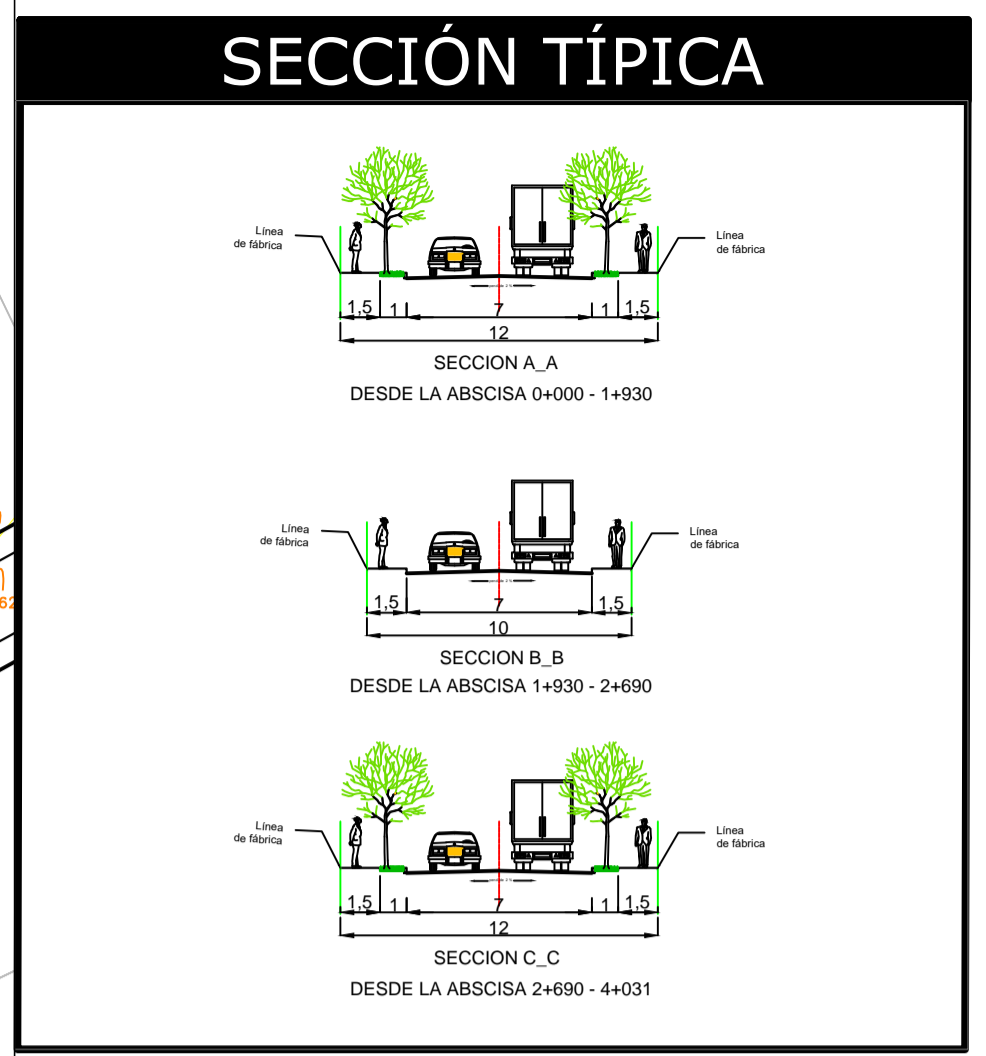 SECCIÓN TÍPICA
Línea
de fábrica
Línea
de fábrica
1,5 1 7 1 1,5
12
SECCION A_A
DESDE LA ABSCISA 0+000 - 1+930
Línea
de fábrica
Línea
de fábrica
1,5 7 1,5
10
SECCION B_B
DESDE LA ABSCISA 1+930 - 2+690
Línea
de fábrica
Línea
de fábrica
1,5 1 7 1 1,5
12
SECCION C_C
DESDE LA ABSCISA 2+690 - 4+031
62